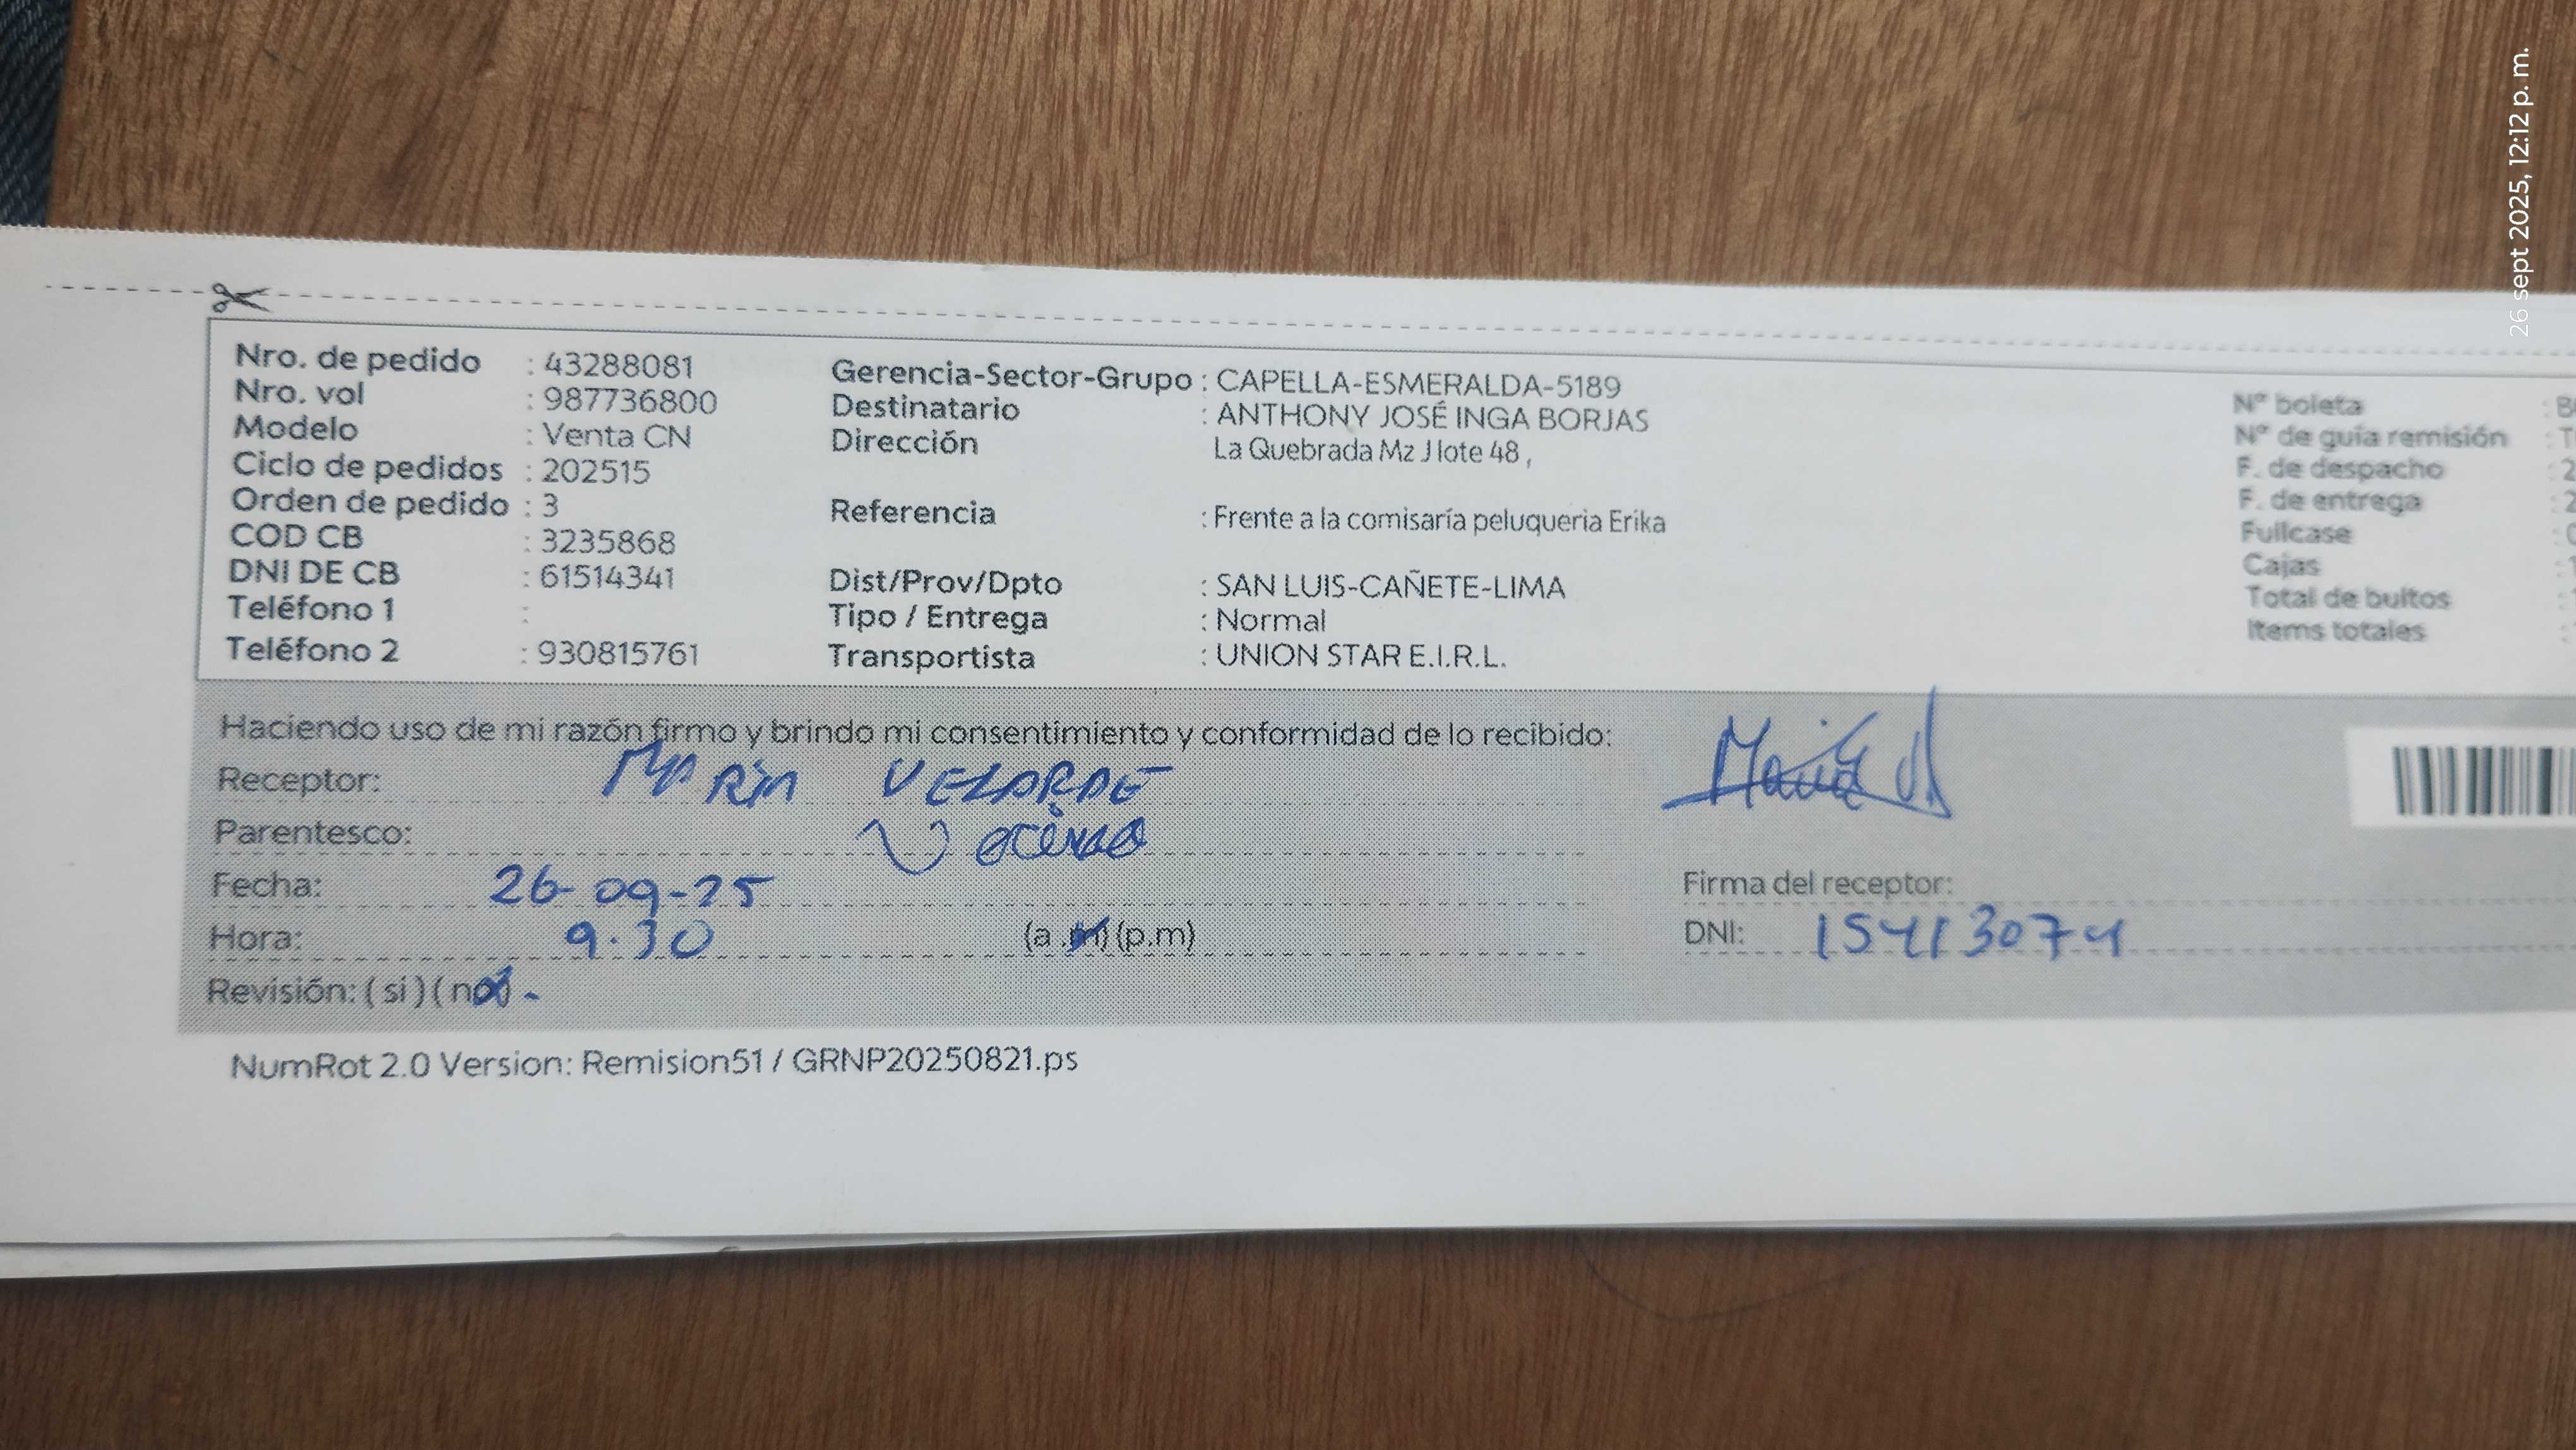 26 sept 2025, 12:12 p. m.
Nro. de pedido : 43288081
Nro. vol : 987736800
Modelo : Venta CN
Ciclo de pedidos : 202515
Orden de pedido : 3
COD CB : 3235868
DNI DE CB : 61514341
Teléfono 1 :
Teléfono 2 : 930815761
Gerencia-Sector-Grupo : CAPELLA-ESMERALDA-5189
Destinatario : ANTHONY JOSÉ INGA BORJAS
Dirección La Quebrada Mz J lote 48 ,
Referencia : Frente a la comisaría peluqueria Erika
Dist/Prov/Dpto : SAN LUIS-CAÑETE-LIMA
Tipo / Entrega : Normal
Transportista : UNION STAR E.I.R.L.
N° boleta :
N° de guía remisión :
F. de despacho :
F. de entrega :
Fullcase :
Cajas :
Total de bultos :
Items totales :
Haciendo uso de mi razón firmo y brindo mi consentimiento y conformidad de lo recibido:
Receptor: MARIA VELARDE
Parentesco:
Fecha: 26-09-25
Hora: 9.30 (a.m) (p.m)
Revisión: ( si ) ( no )
Firma del receptor:
DNI: 15413074
NumRot 2.0 Version: Remision51 / GRNP20250821.ps